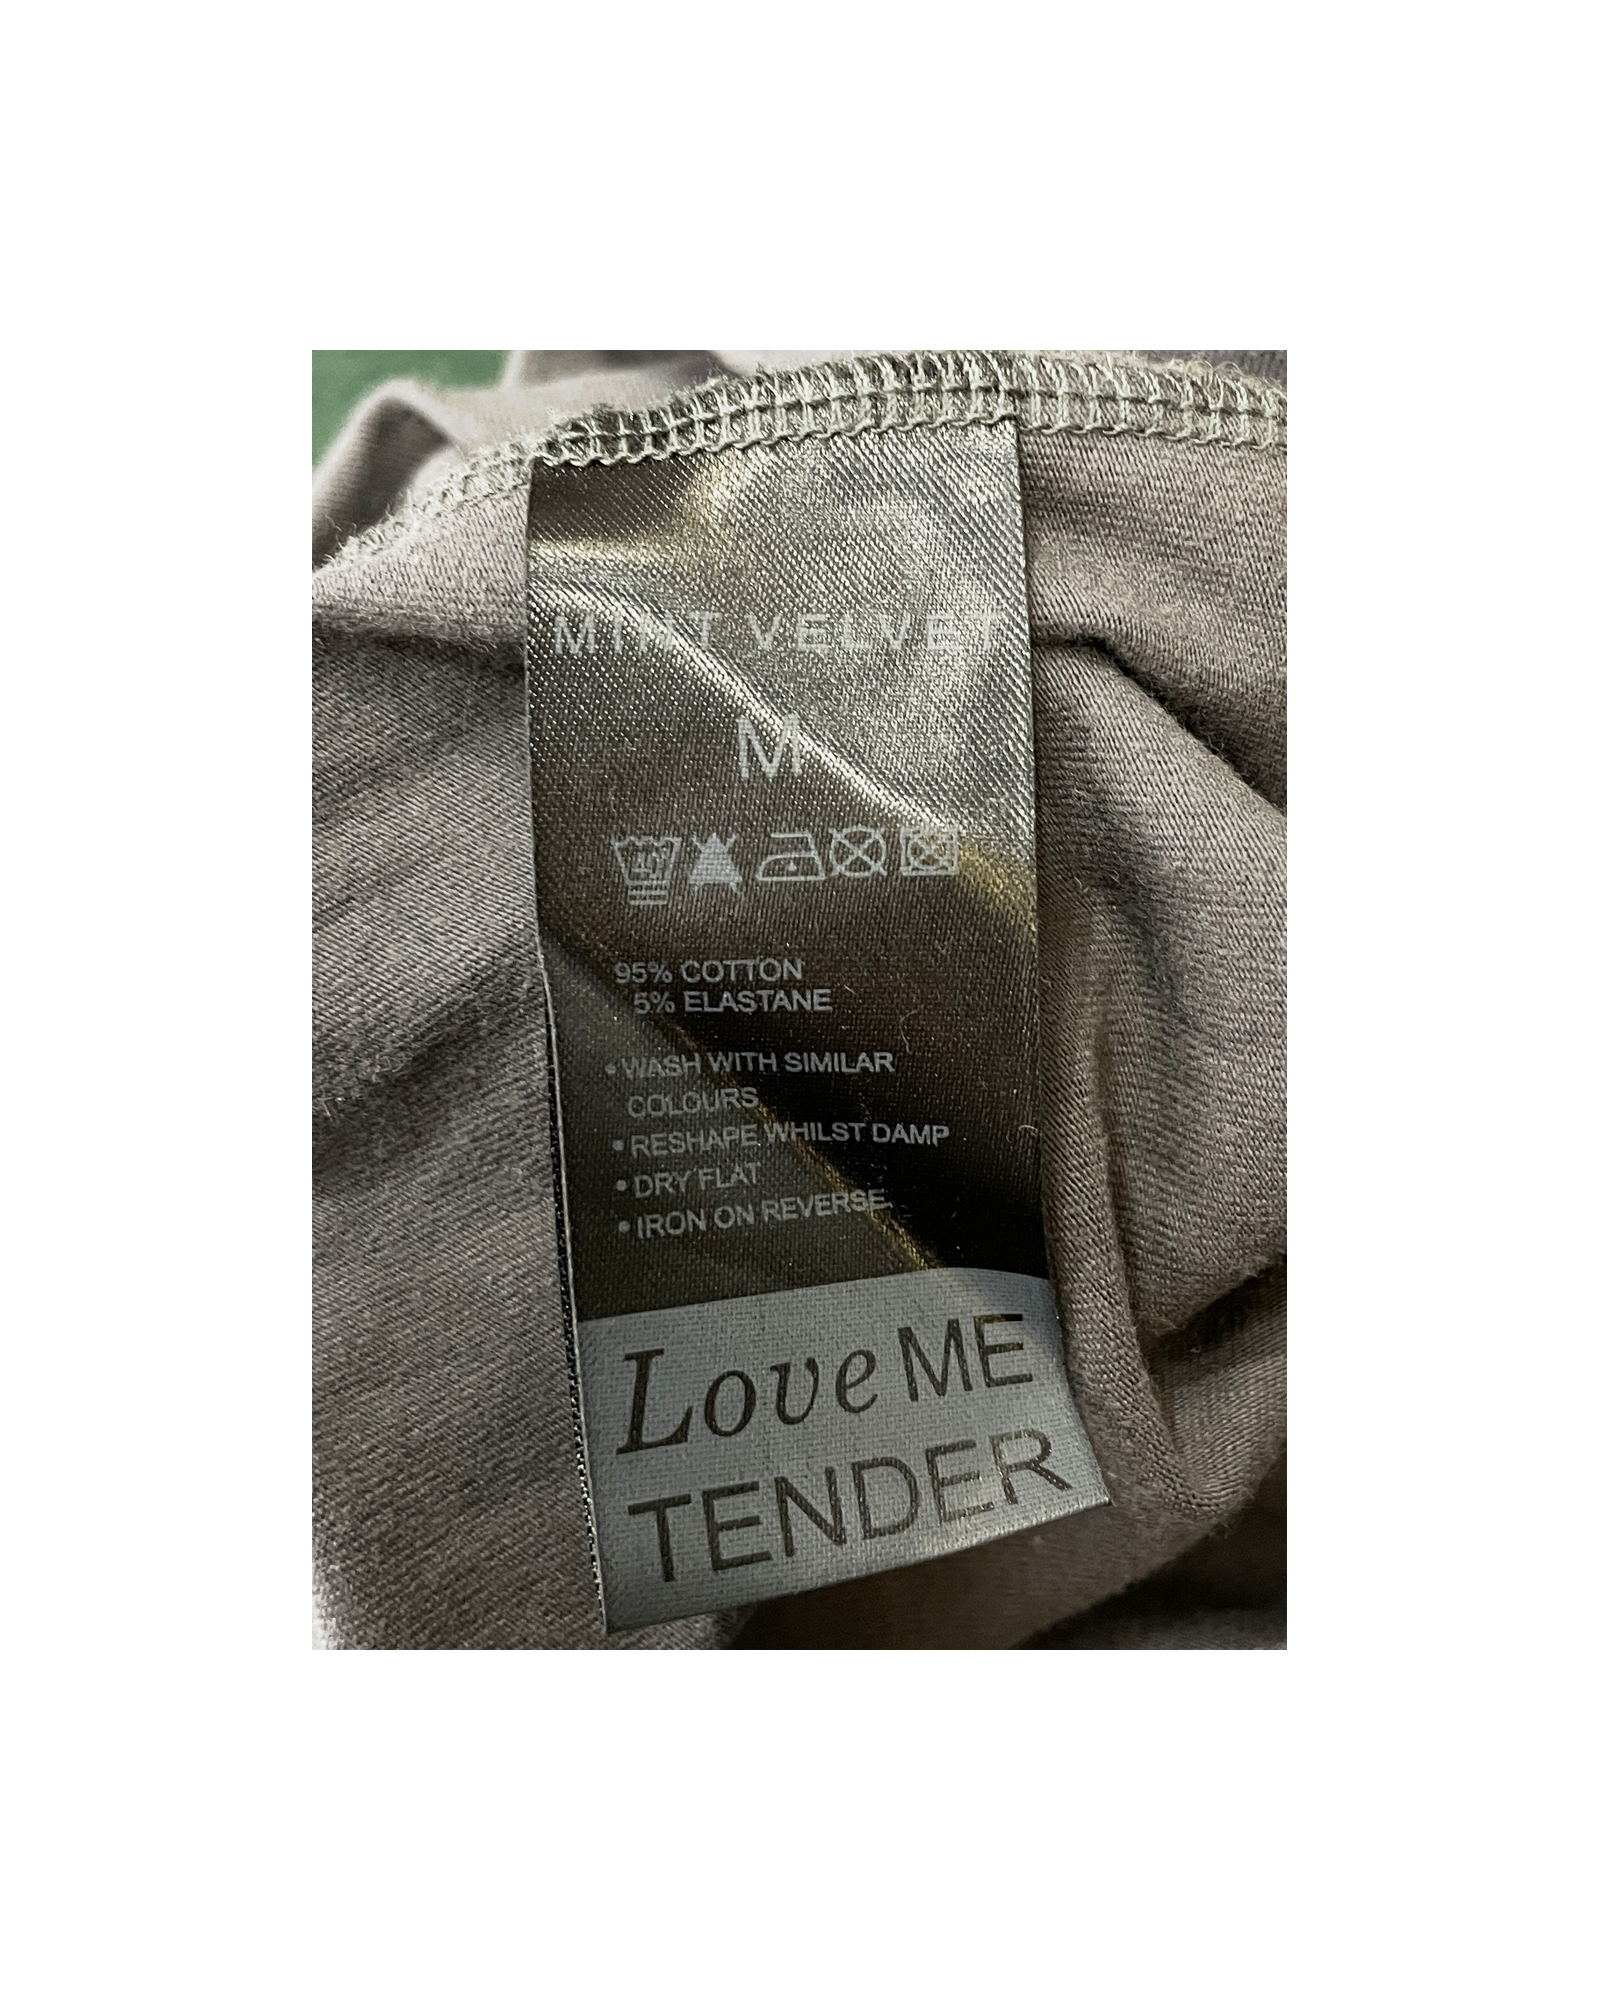 MINT VELVET
M
40
95% COTTON
5% ELASTANE
• WASH WITH SIMILAR
COLOURS
• RESHAPE WHILST DAMP
• DRY FLAT
• IRON ON REVERSE
Love ME
TENDER